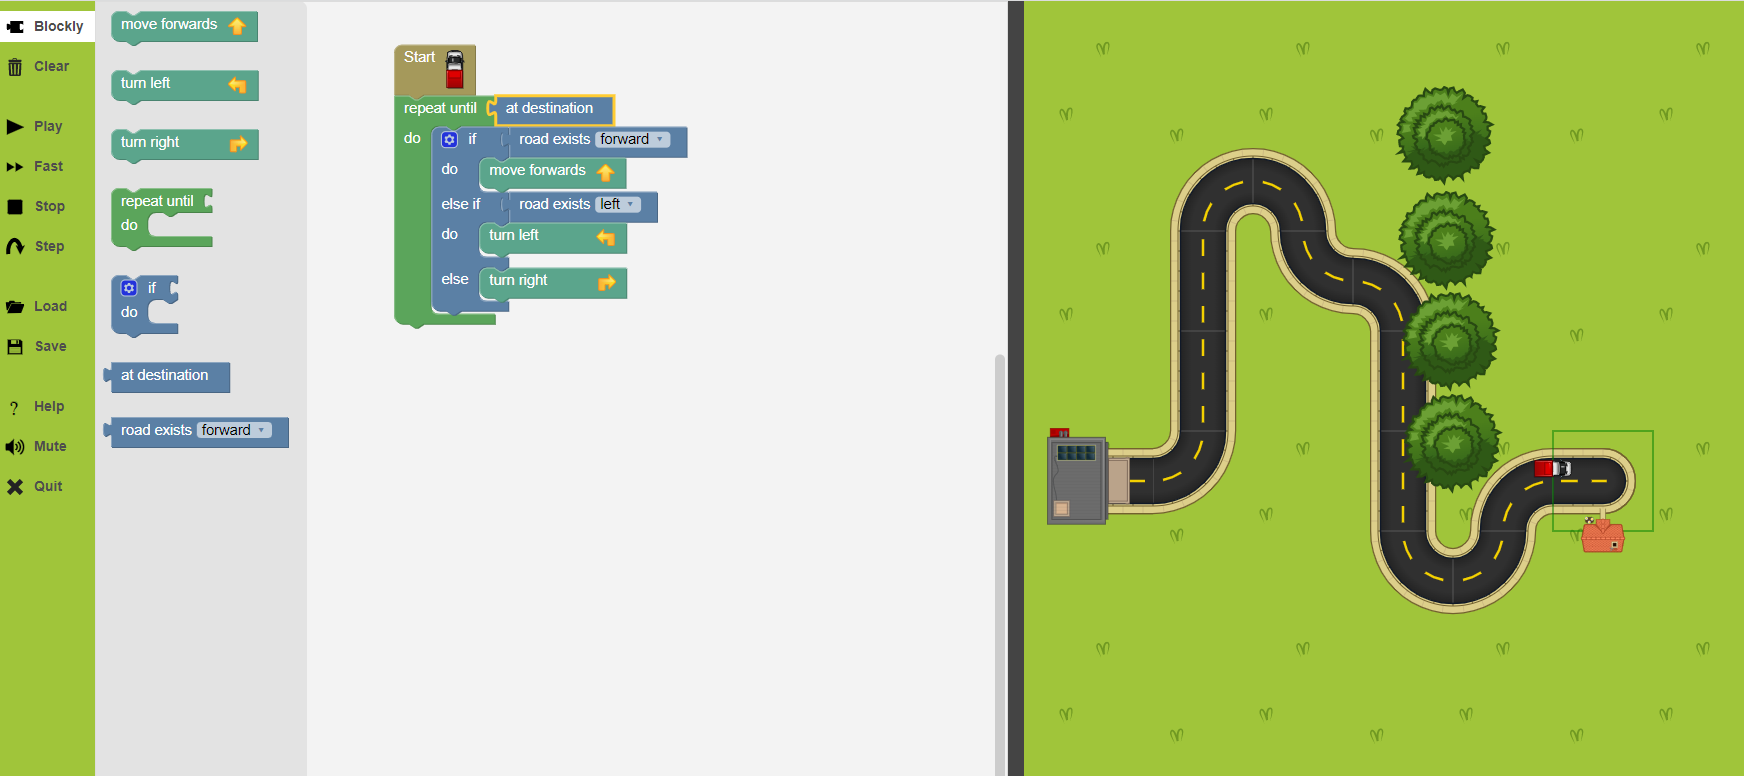 Blockly
Clear
Play
Fast
Stop
Step
Load
Save
? Help
Mute
Quit
move forwards
turn left
turn right
repeat until
do
if
do
at destination
road exists forward
Start
repeat until at destination
do if road exists forward
do move forwards
else if road exists left
do turn left
else turn right